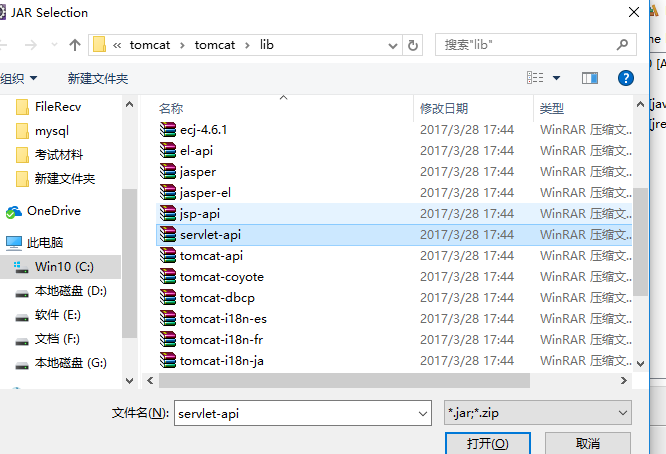 JAR Selection
« tomcat > tomcat > lib
搜索"lib"
组织
新建文件夹
FileRecv
mysql
考试材料
新建文件夹
OneDrive
此电脑
Win10 (C:)
本地磁盘 (D:)
软件 (E:)
文档 (F:)
本地磁盘 (G:)
名称 修改日期 类型
ecj-4.6.1 2017/3/28 17:44 WinRAR 压缩文...
el-api 2017/3/28 17:44 WinRAR 压缩文...
jasper 2017/3/28 17:44 WinRAR 压缩文...
jasper-el 2017/3/28 17:44 WinRAR 压缩文...
jsp-api 2017/3/28 17:44 WinRAR 压缩文...
servlet-api 2017/3/28 17:44 WinRAR 压缩文...
tomcat-api 2017/3/28 17:44 WinRAR 压缩文...
tomcat-coyote 2017/3/28 17:44 WinRAR 压缩文...
tomcat-dbcp 2017/3/28 17:44 WinRAR 压缩文...
tomcat-i18n-es 2017/3/28 17:44 WinRAR 压缩文...
tomcat-i18n-fr 2017/3/28 17:44 WinRAR 压缩文...
tomcat-i18n-ja 2017/3/28 17:44 WinRAR 压缩文...
文件名(N): servlet-api *.jar;*.zip
打开(O) 取消